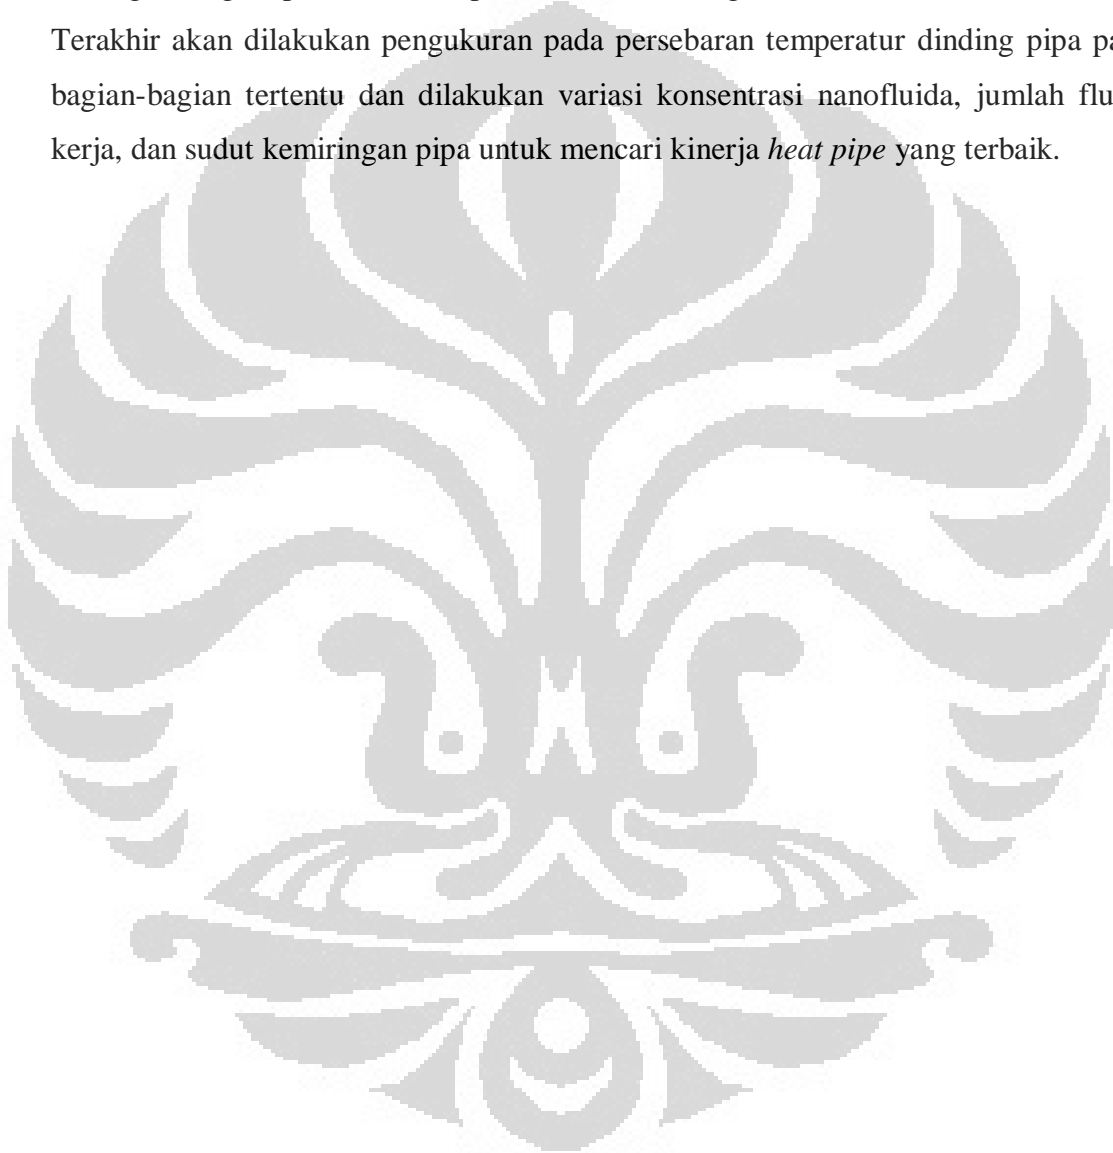 Terakhir akan dilakukan pengukuran pada persebaran temperatur dinding pipa pa
bagian-bagian tertentu dan dilakukan variasi konsentrasi nanofluida, jumlah flu
kerja, dan sudut kemiringan pipa untuk mencari kinerja heat pipe yang terbaik.